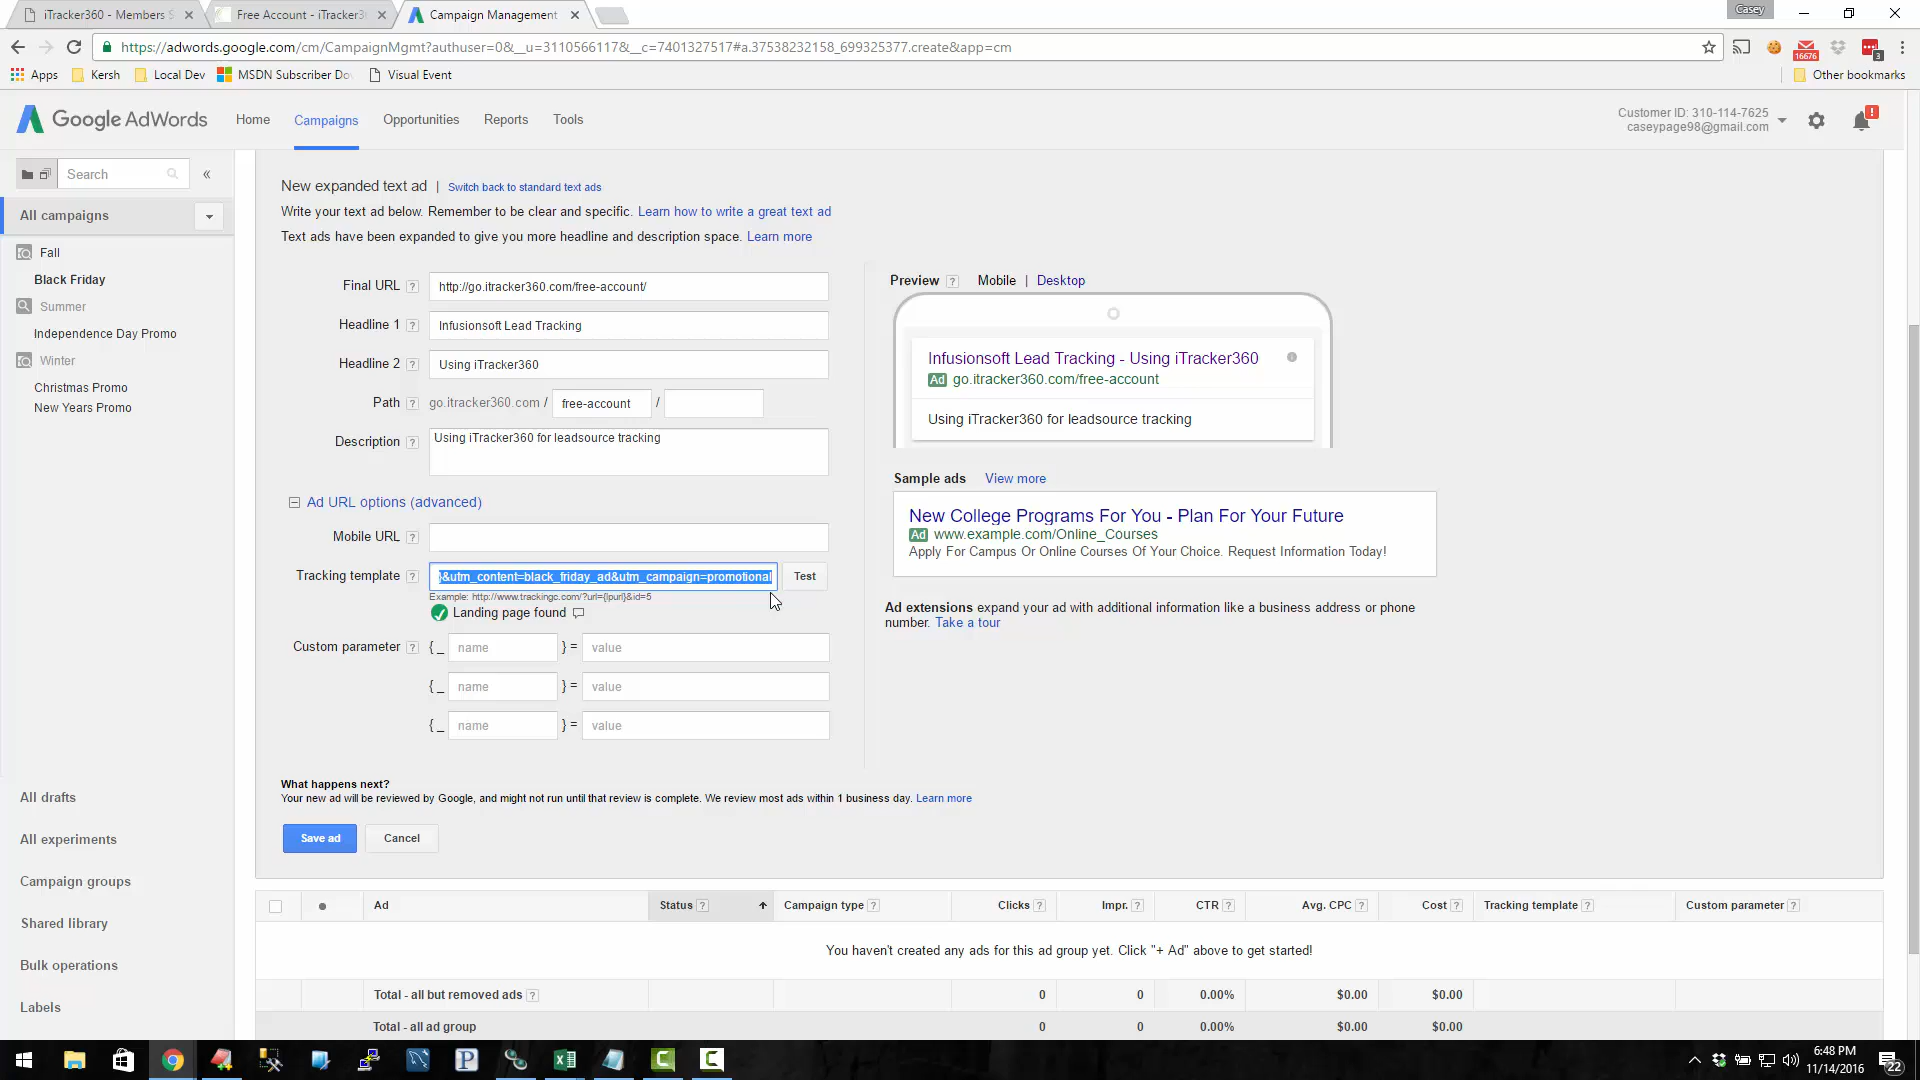 iTracker360 - Members S
Free Account - iTracker3
Campaign Management
Casey
https://adwords.google.com/cm/CampaignMgmt?authuser=0&__u=3110566117&__c=7401327517#a.37538232158_699325377.create&app=cm
16676
3
Apps
Kersh
Local Dev
MSDN Subscriber Do
Visual Event
Other bookmarks
Google AdWords
Home
Campaigns
Opportunities
Reports
Tools
Customer ID: 310-114-7625
caseypage98@gmail.com
!
Search
«
All campaigns
Fall
Black Friday
Summer
Independence Day Promo
Winter
Christmas Promo
New Years Promo
All drafts
All experiments
Campaign groups
Shared library
Bulk operations
Labels
New expanded text ad | Switch back to standard text ads
Write your text ad below. Remember to be clear and specific. Learn how to write a great text ad
Text ads have been expanded to give you more headline and description space. Learn more
Final URL ? http://go.itracker360.com/free-account/
Headline 1 ? Infusionsoft Lead Tracking
Headline 2 ? Using iTracker360
Path ? go.itracker360.com / free-account /
Description ? Using iTracker360 for leadsource tracking
Ad URL options (advanced)
Mobile URL ?
Tracking template ? &utm_content=black_friday_ad&utm_campaign=promotional Test
Example: http://www.trackingc.com/?url={lpurl}&id=5
Landing page found
Custom parameter ? { _ name } = value
{ _ name } = value
{ _ name } = value
Preview ? Mobile | Desktop
Infusionsoft Lead Tracking - Using iTracker360
Ad go.itracker360.com/free-account
Using iTracker360 for leadsource tracking
Sample ads View more
New College Programs For You - Plan For Your Future
Ad www.example.com/Online_Courses
Apply For Campus Or Online Courses Of Your Choice. Request Information Today!
Ad extensions expand your ad with additional information like a business address or phone
number. Take a tour
What happens next?
Your new ad will be reviewed by Google, and might not run until that review is complete. We review most ads within 1 business day. Learn more
Save ad
Cancel
Ad Status ? Campaign type ? Clicks ? Impr. ? CTR ? Avg. CPC ? Cost ? Tracking template ? Custom parameter ?
You haven't created any ads for this ad group yet. Click "+ Ad" above to get started!
Total - all but removed ads ? 0 0 0.00% $0.00 $0.00
Total - all ad group 0 0 0.00% $0.00 $0.00
6:48 PM
11/14/2016
22